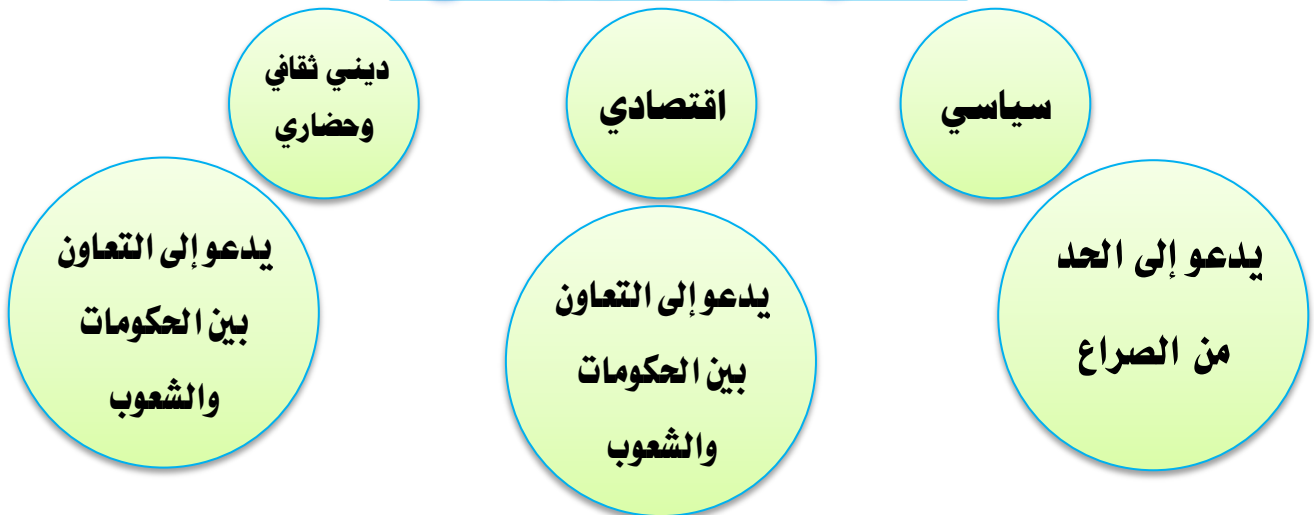 سياسي
اقتصادي
ديني ثقافي
وحضاري
يدعو إلى الحد
من الصراع
يدعو إلى التعاون
بين الحكومات
والشعوب
يدعو إلى التعاون
بين الحكومات
والشعوب